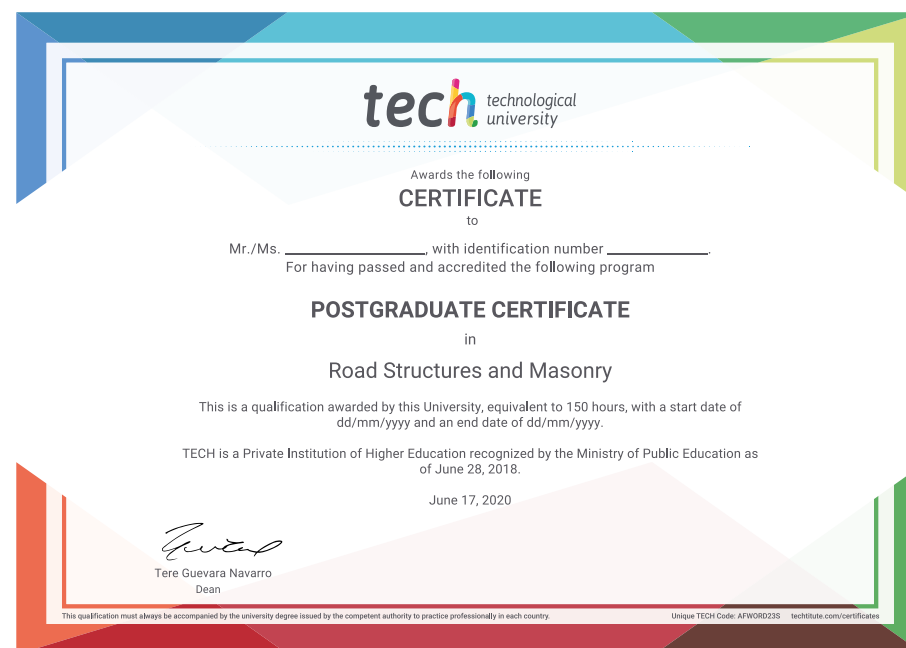 tech technological
university
Awards the following
CERTIFICATE
to
Mr./Ms. ____________________, with identification number ______________.
For having passed and accredited the following program
POSTGRADUATE CERTIFICATE
in
Road Structures and Masonry
This is a qualification awarded by this University, equivalent to 150 hours, with a start date of
dd/mm/yyyy and an end date of dd/mm/yyyy.
TECH is a Private Institution of Higher Education recognized by the Ministry of Public Education as
of June 28, 2018.
June 17, 2020
Tere Guevara Navarro
Dean
This qualification must always be accompanied by the university degree issued by the competent authority to practice professionally in each country.
Unique TECH Code: AFWORD23S techtitute.com/certificates